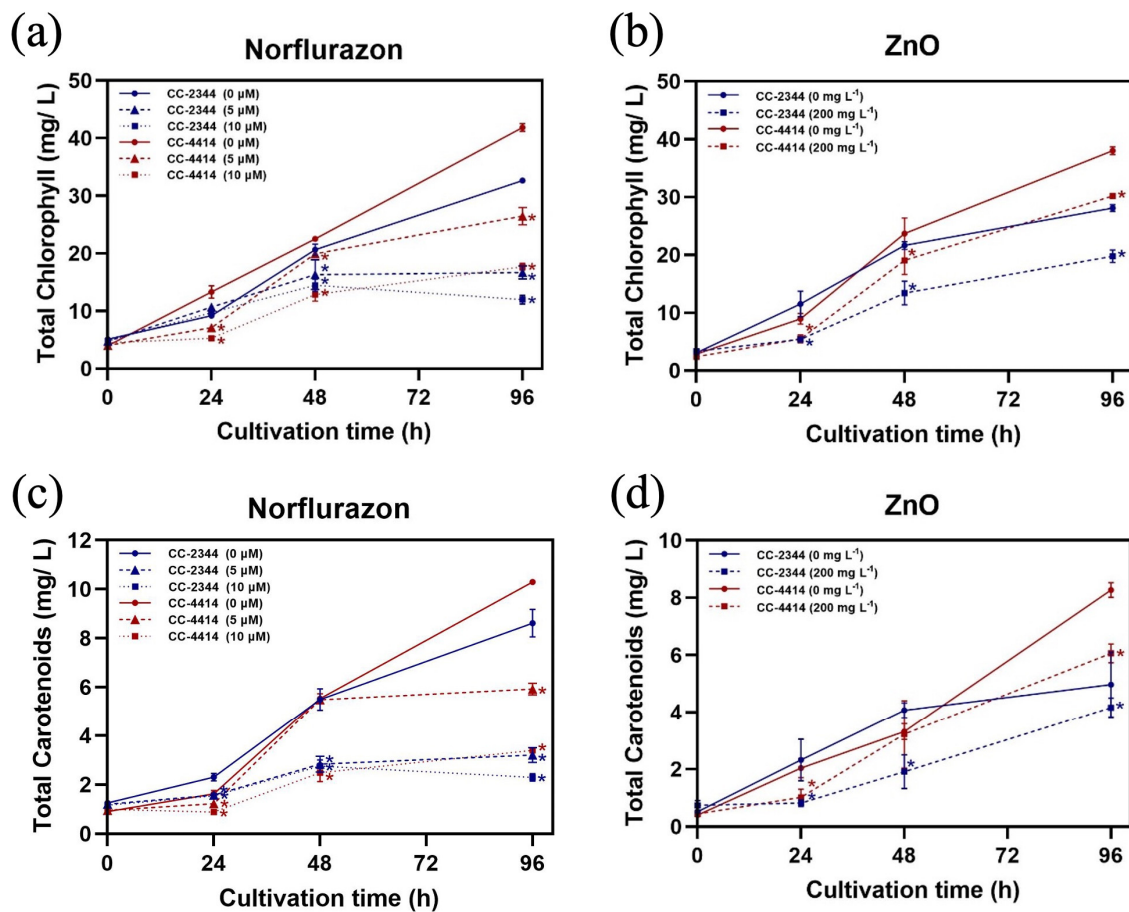 (a)
Norflurazon
Total Chlorophyll (mg/ L)
50
40
30
20
10
0
CC-2344 (0 µM)
CC-2344 (5 µM)
CC-2344 (10 µM)
CC-4414 (0 µM)
CC-4414 (5 µM)
CC-4414 (10 µM)
* * * * * * * * * *
0 24 48 72 96
Cultivation time (h)
(b)
ZnO
Total Chlorophyll (mg/ L)
50
40
30
20
10
0
CC-2344 (0 mg L⁻¹)
CC-2344 (200 mg L⁻¹)
CC-4414 (0 mg L⁻¹)
CC-4414 (200 mg L⁻¹)
* * * * * *
0 24 48 72 96
Cultivation time (h)
(c)
Norflurazon
Total Carotenoids (mg/ L)
12
10
8
6
4
2
0
CC-2344 (0 µM)
CC-2344 (5 µM)
CC-2344 (10 µM)
CC-4414 (0 µM)
CC-4414 (5 µM)
CC-4414 (10 µM)
* * * * * * * * * * *
0 24 48 72 96
Cultivation time (h)
(d)
ZnO
Total Carotenoids (mg/ L)
10
8
6
4
2
0
CC-2344 (0 mg L⁻¹)
CC-2344 (200 mg L⁻¹)
CC-4414 (0 mg L⁻¹)
CC-4414 (200 mg L⁻¹)
* * * * *
0 24 48 72 96
Cultivation time (h)